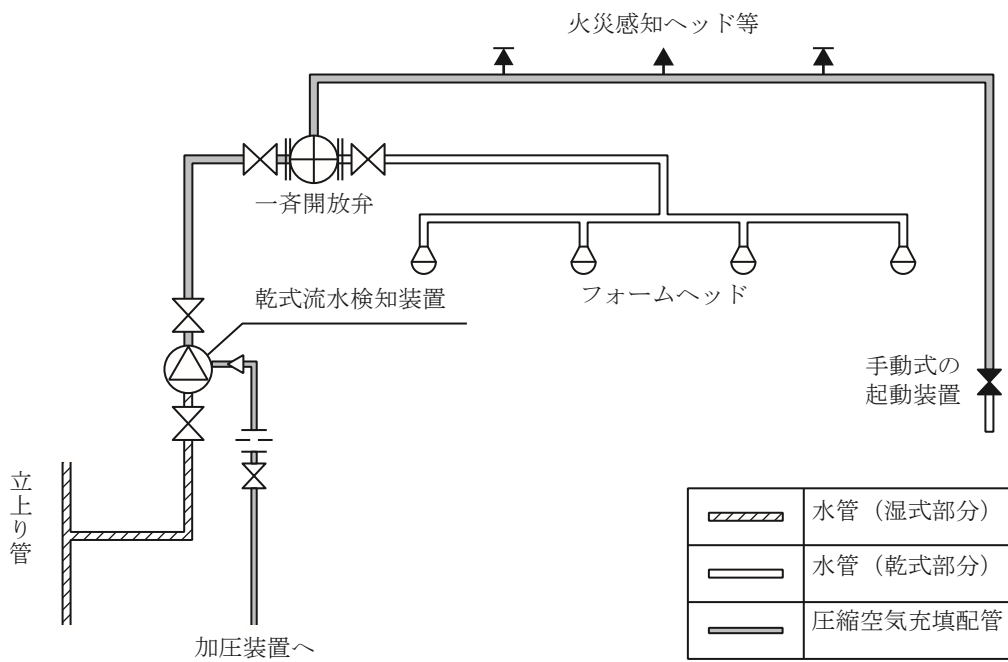 火災感知ヘッド等
一斉開放弁
乾式流水検知装置
フォームヘッド
手動式の
起動装置
立上り管
加圧装置へ
水管（湿式部分）
水管（乾式部分）
圧縮空気充填配管